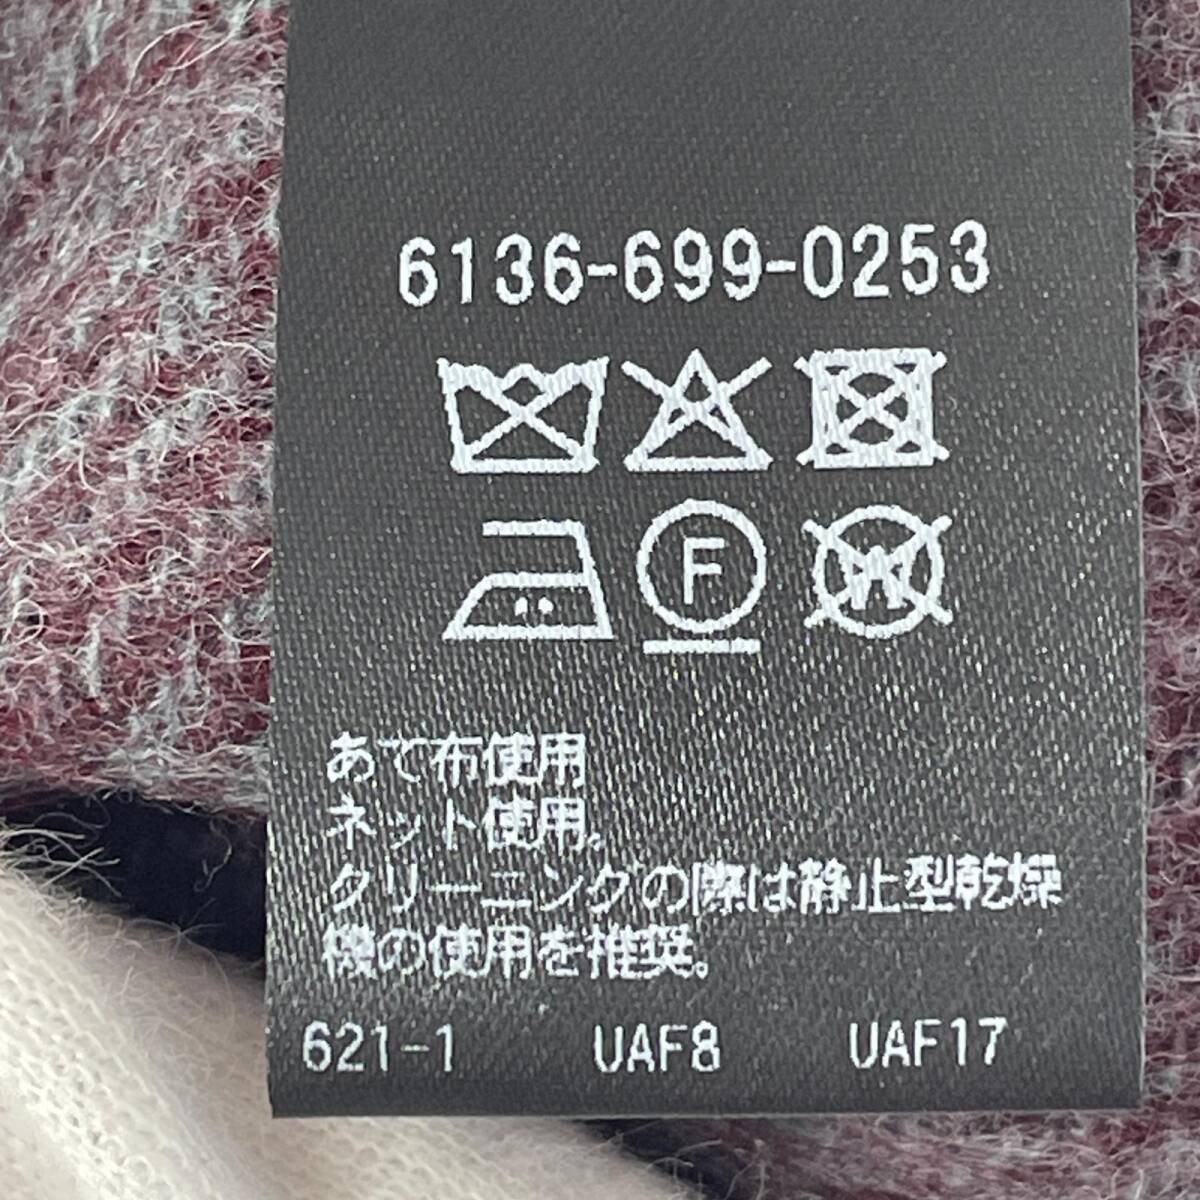 6136-699-0253
F
W
あて布使用
ネット使用。
クリーニングの際は静止型乾燥
機の使用を推奨。
621-1 UAF8 UAF17